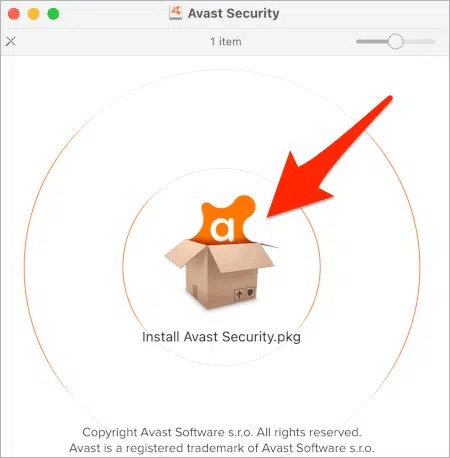 Avast Security
1 item
a
Install Avast Security.pkg
Copyright Avast Software s.r.o. All rights reserved.
Avast is a registered trademark of Avast Software s.r.o.